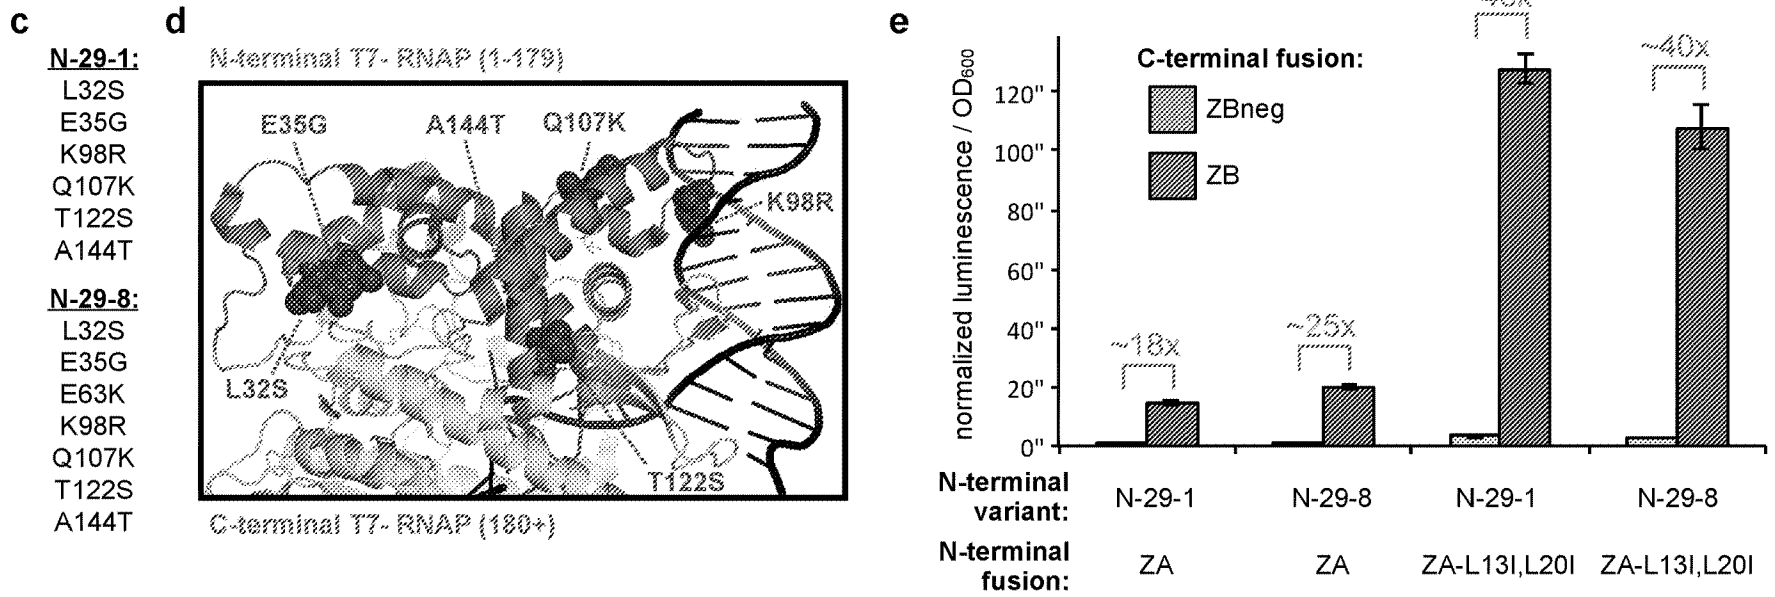 c
N-29-1:
L32S
E35G
K98R
Q107K
T122S
A144T
N-29-8:
L32S
E35G
E63K
K98R
Q107K
T122S
A144T
d
N-terminal T7- RNAP (1-179)
E35G
A144T
Q107K
K98R
L32S
T122S
C-terminal T7- RNAP (180+)
e
normalized luminescence / OD600
120"
100"
80"
60"
40"
20"
0"
C-terminal fusion:
ZBneg
ZB
~18x
~25x
~40x
N-terminal variant:
N-29-1
N-29-8
N-29-1
N-29-8
N-terminal fusion:
ZA
ZA
ZA-L13I,L20I
ZA-L13I,L20I